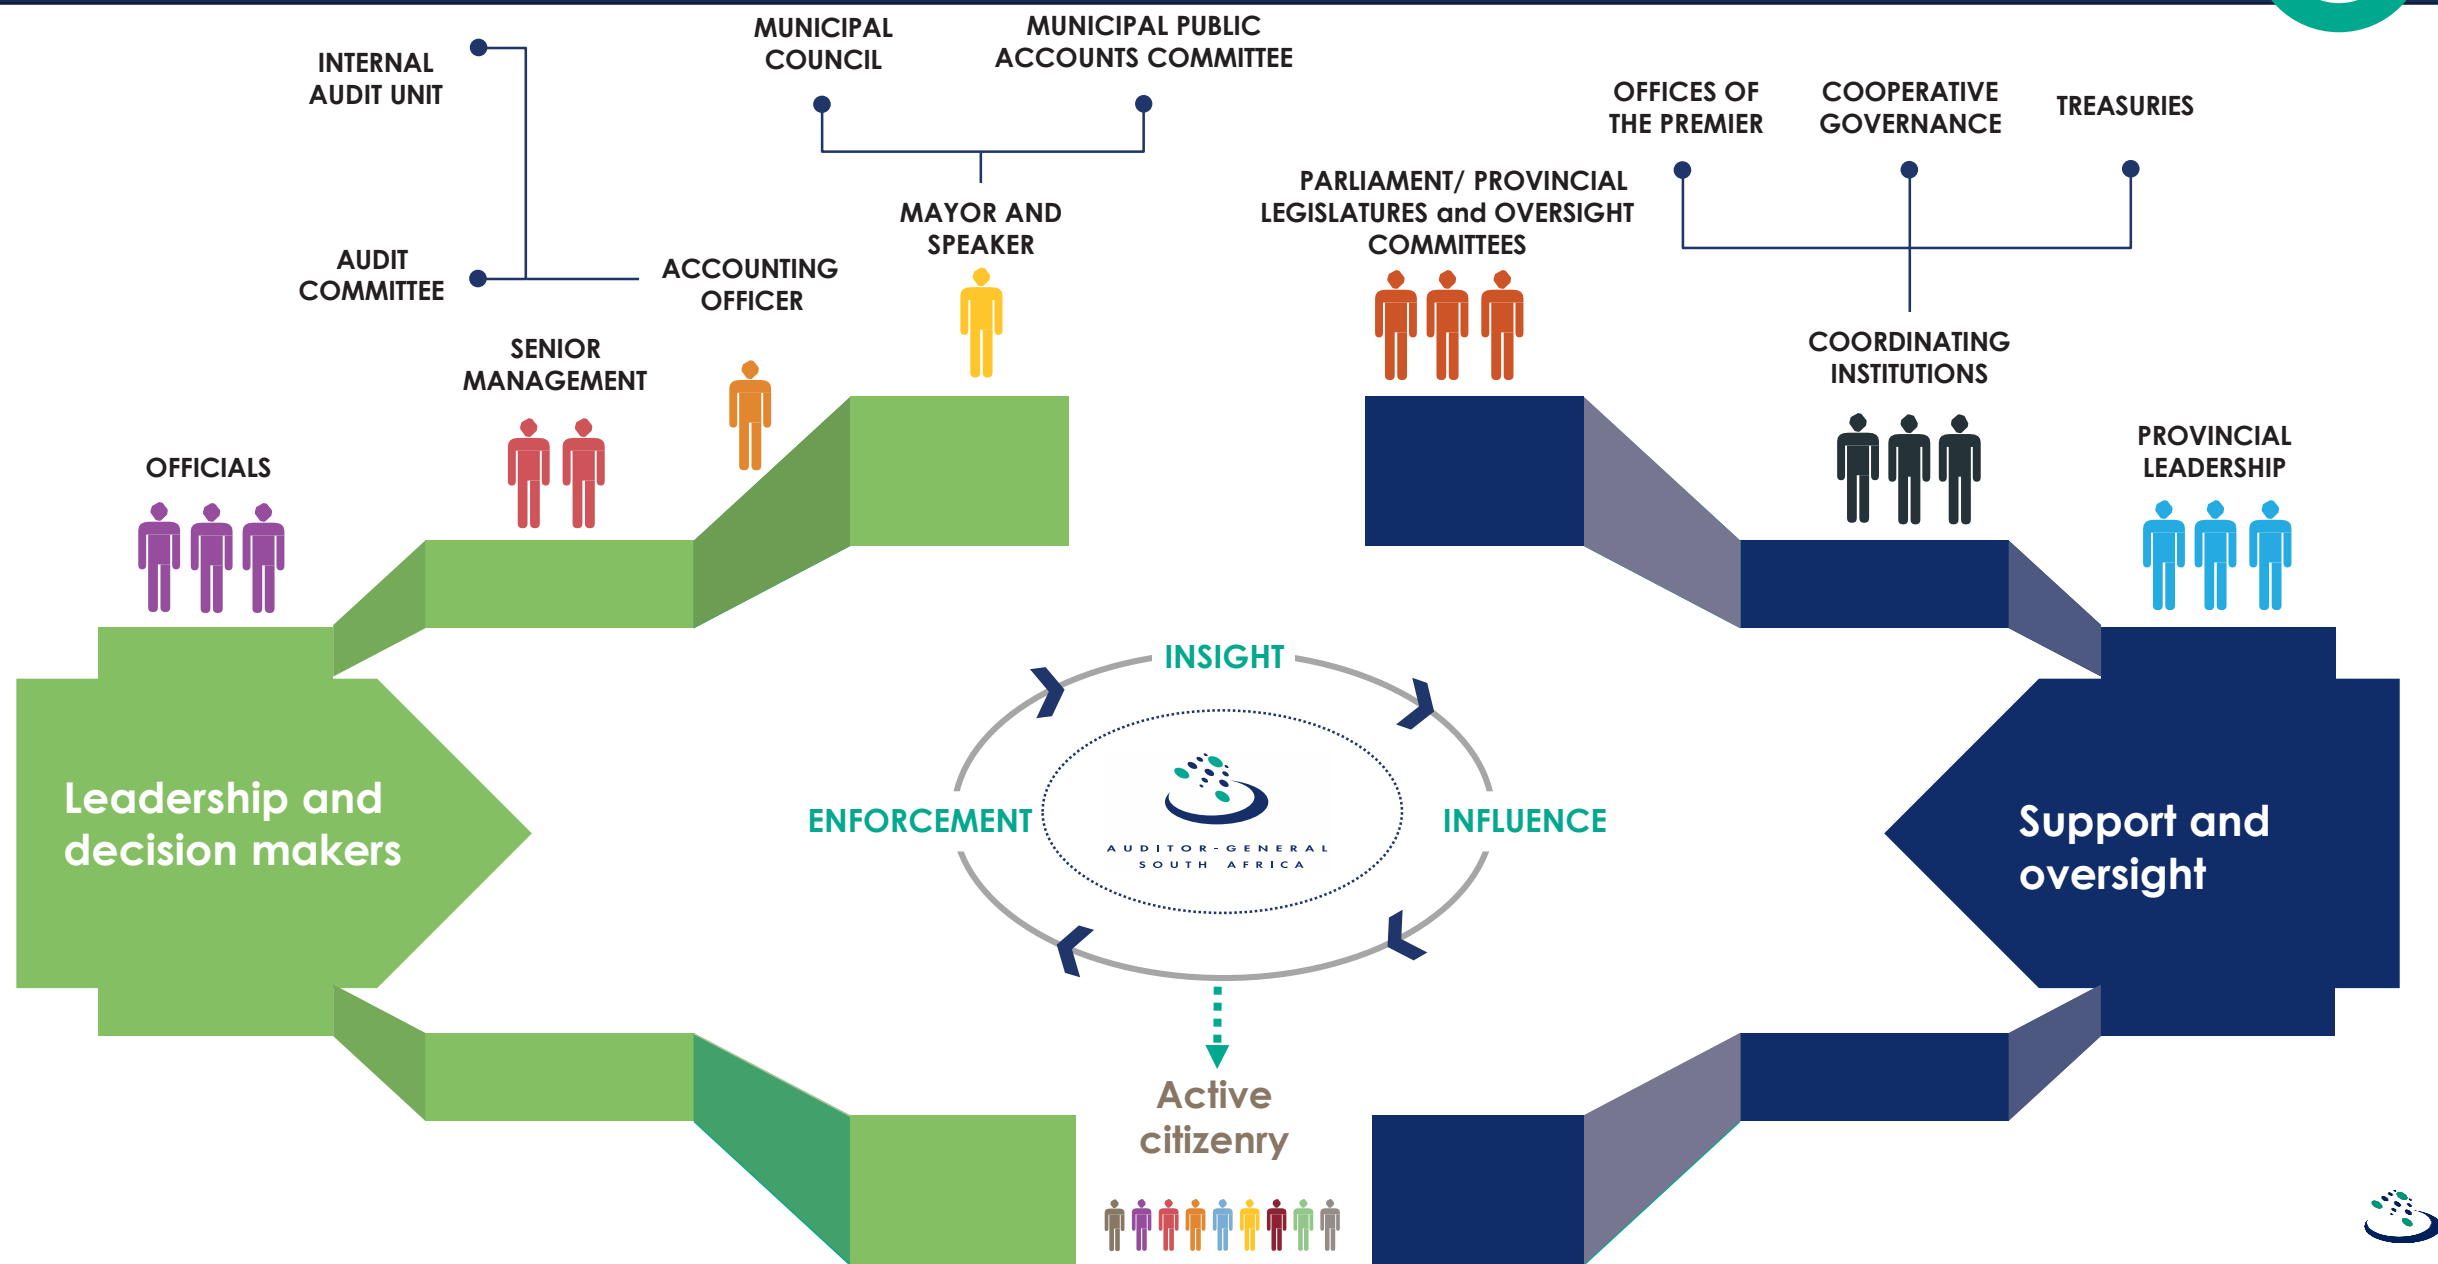 INTERNAL
AUDIT UNIT
MUNICIPAL
COUNCIL
MUNICIPAL PUBLIC
ACCOUNTS COMMITTEE
OFFICES OF
THE PREMIER
COOPERATIVE
GOVERNANCE
TREASURIES
AUDIT
COMMITTEE
ACCOUNTING
OFFICER
MAYOR AND
SPEAKER
PARLIAMENT/ PROVINCIAL
LEGISLATURES and OVERSIGHT
COMMITTEES
SENIOR
MANAGEMENT
COORDINATING
INSTITUTIONS
OFFICIALS
PROVINCIAL
LEADERSHIP
INSIGHT
ENFORCEMENT
INFLUENCE
AUDITOR-GENERAL
SOUTH AFRICA
Leadership and
decision makers
Support and
oversight
Active
citizenry